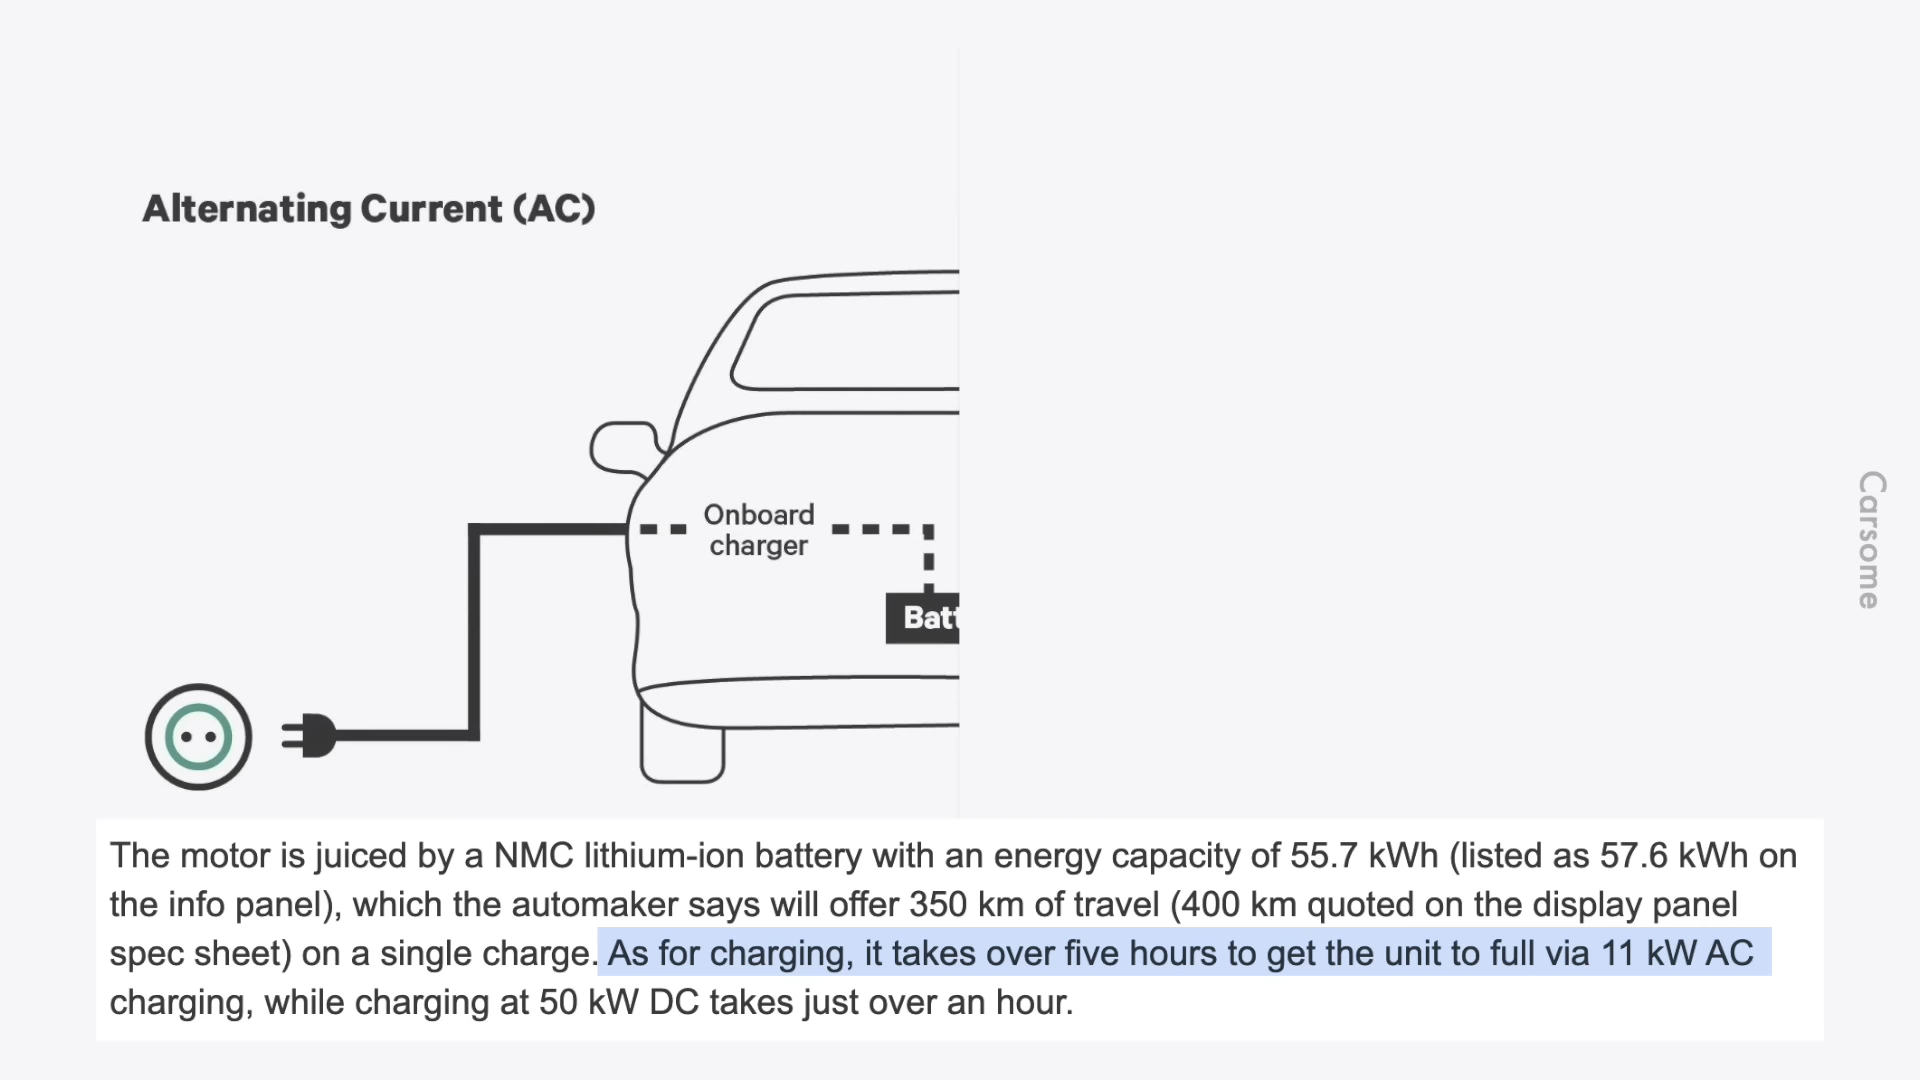 Alternating Current (AC)
Onboard
charger
Batt
Carsome
The motor is juiced by a NMC lithium-ion battery with an energy capacity of 55.7 kWh (listed as 57.6 kWh on
the info panel), which the automaker says will offer 350 km of travel (400 km quoted on the display panel
spec sheet) on a single charge. As for charging, it takes over five hours to get the unit to full via 11 kW AC
charging, while charging at 50 kW DC takes just over an hour.